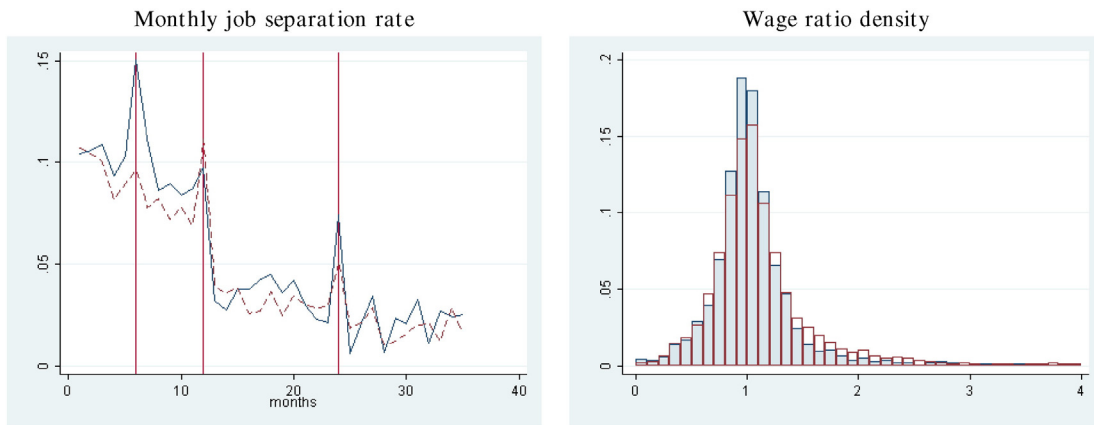 Monthly job separation rate
.15
.1
.05
0
0 10 20 30 40
months
Wage ratio density
.2
.15
.1
.05
0
0 1 2 3 4